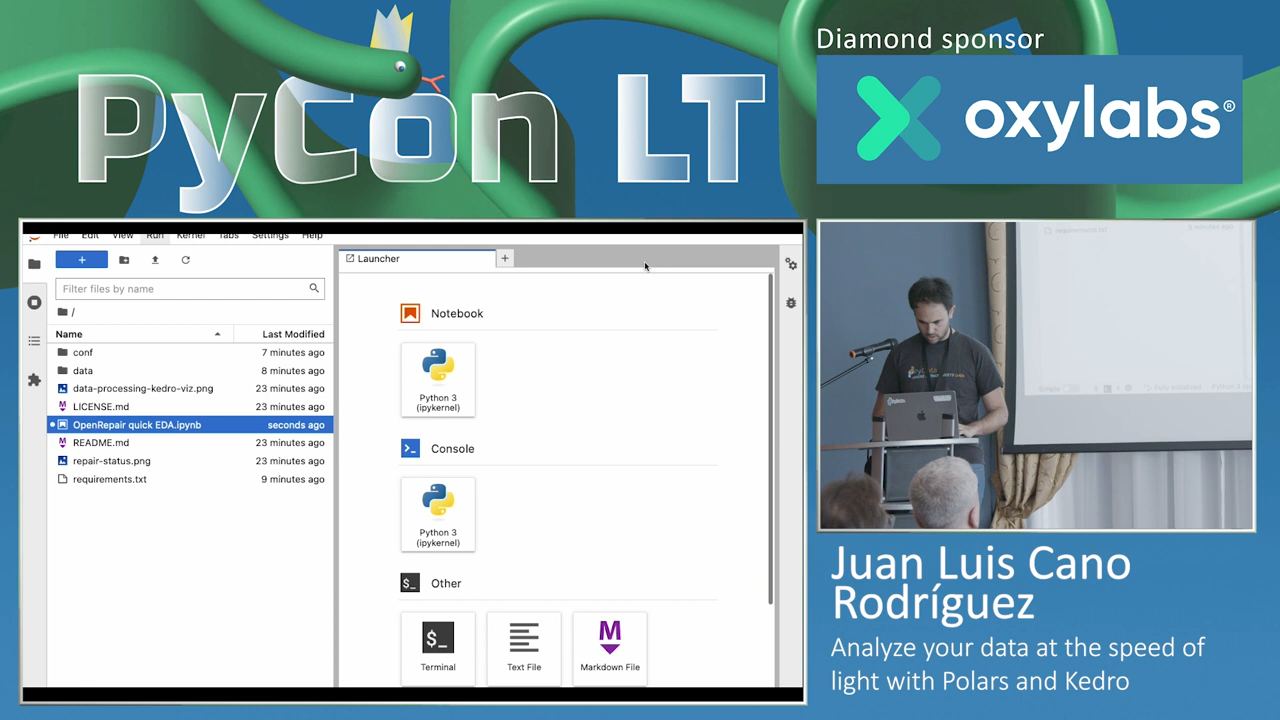 PyCon LT
Diamond sponsor
oxylabs®
File Edit View Run Kernel Tabs Settings Help
Launcher
Filter files by name
/
Name Last Modified
conf 7 minutes ago
data 8 minutes ago
data-processing-kedro-viz.png 23 minutes ago
LICENSE.md 23 minutes ago
OpenRepair quick EDA.ipynb seconds ago
README.md 23 minutes ago
repair-status.png 23 minutes ago
requirements.txt 9 minutes ago
Notebook
Python 3
(ipykernel)
Console
Python 3
(ipykernel)
$_ Other
$_
Terminal
Text File
M
Markdown File
requirements.txt
Juan Luis Cano
Rodríguez
Analyze your data at the speed of
light with Polars and Kedro